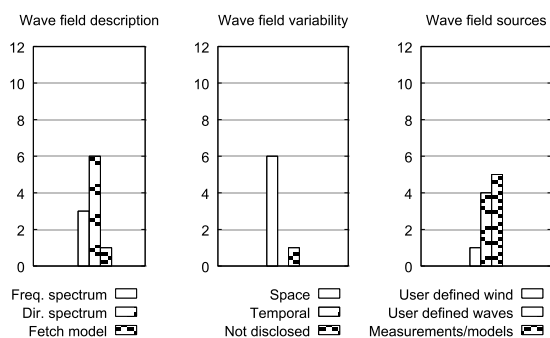 Wave field description
12
10
8
6
4
2
0
Freq. spectrum
Dir. spectrum
Fetch model
Wave field variability
12
10
8
6
4
2
0
Space
Temporal
Not disclosed
Wave field sources
12
10
8
6
4
2
0
User defined wind
User defined waves
Measurements/models